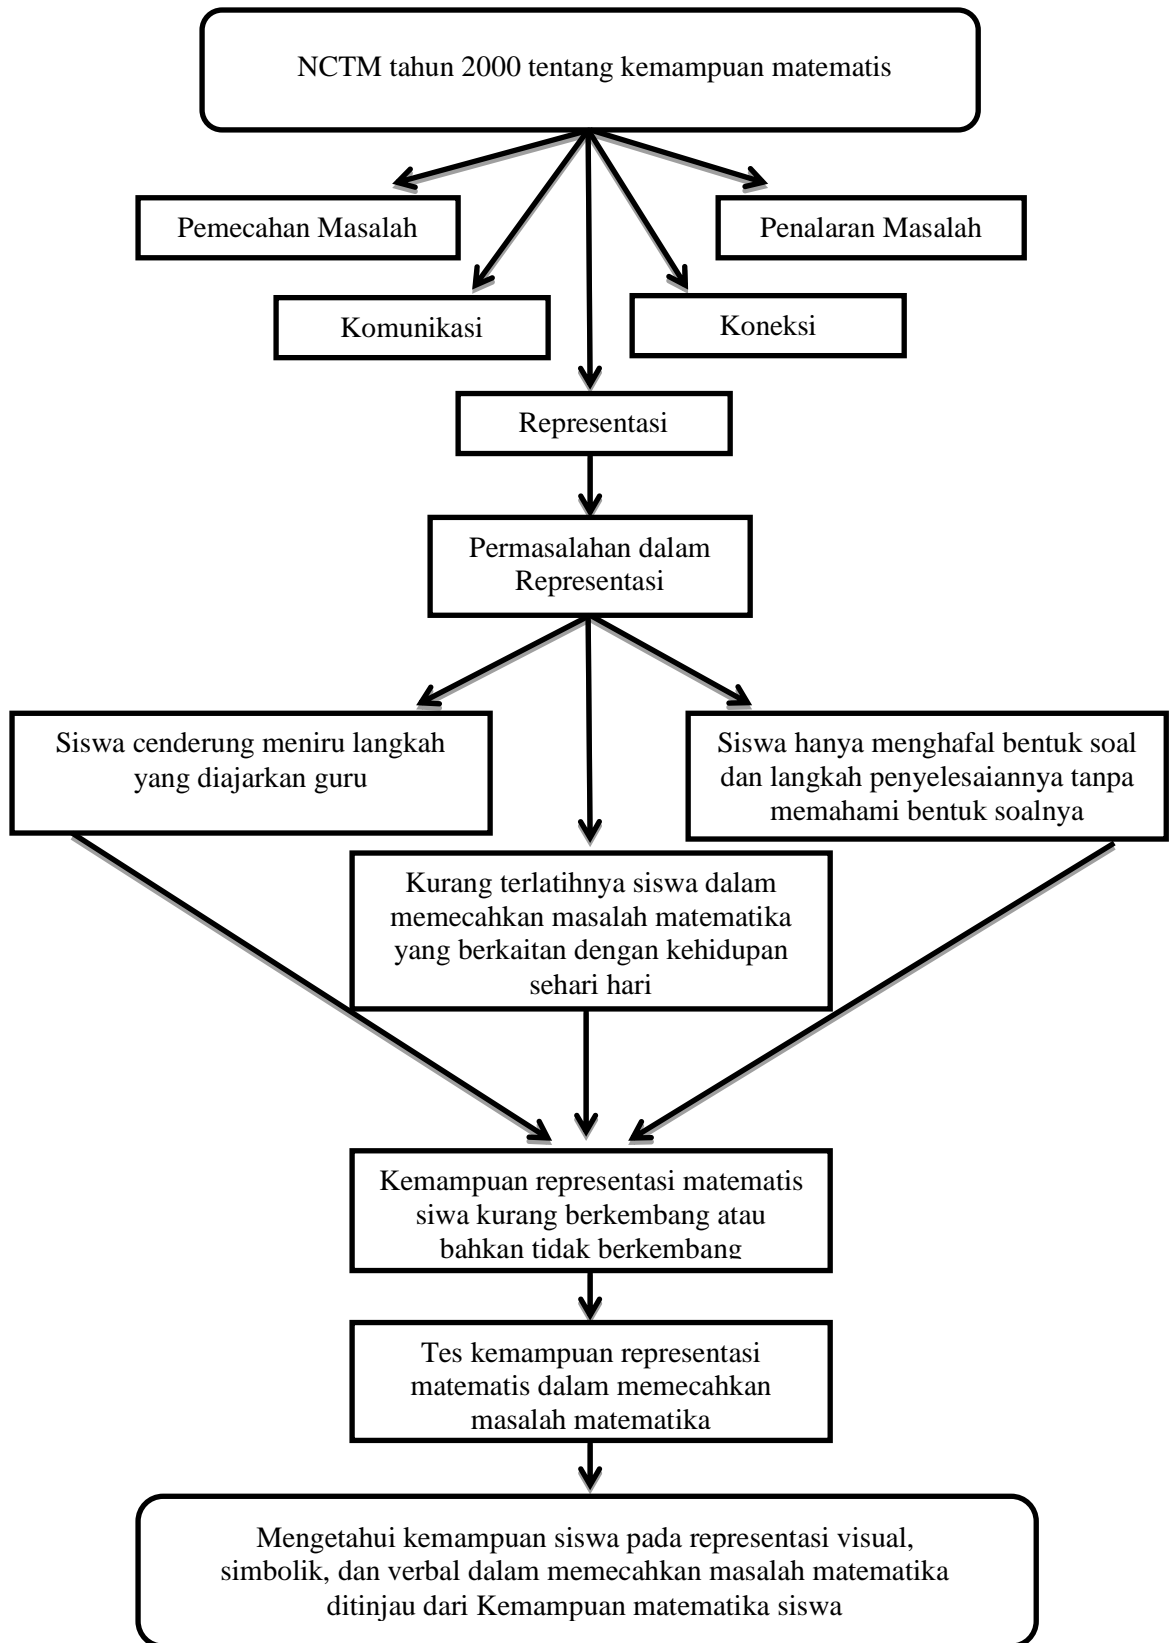 NCTM tahun 2000 tentang kemampuan matematis
Pemecahan Masalah
Penalaran Masalah
Komunikasi
Koneksi
Representasi
Permasalahan dalam
Representasi
Siswa cenderung meniru langkah
yang diajarkan guru
Siswa hanya menghafal bentuk soal
dan langkah penyelesaiannya tanpa
memahami bentuk soalnya
Kurang terlatihnya siswa dalam
memecahkan masalah matematika
yang berkaitan dengan kehidupan
sehari hari
Kemampuan representasi matematis
siwa kurang berkembang atau
bahkan tidak berkembang
Tes kemampuan representasi
matematis dalam memecahkan
masalah matematika
Mengetahui kemampuan siswa pada representasi visual,
simbolik, dan verbal dalam memecahkan masalah matematika
ditinjau dari Kemampuan matematika siswa